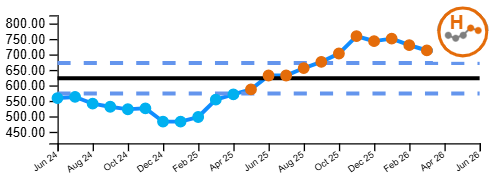 800.00
750.00
700.00
650.00
600.00
550.00
500.00
450.00
H
Jun 24
Aug 24
Oct 24
Dec 24
Feb 25
Apr 25
Jun 25
Aug 25
Oct 25
Dec 25
Feb 26
Apr 26
Jun 26